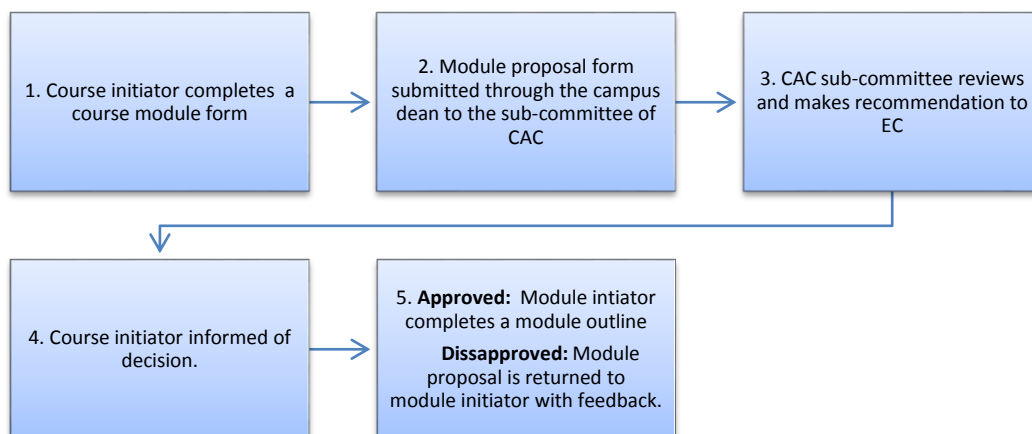 1. Course initiator completes  a
course module form
2. Module proposal form
submitted through the campus
dean to the sub-committee of
CAC
3. CAC sub-committee reviews
and makes recommendation to
EC
4. Course initiator informed of
decision.
5. Approved:  Module intiator
completes a module outline
Dissapproved: Module
proposal is returned to
module initiator with feedback.